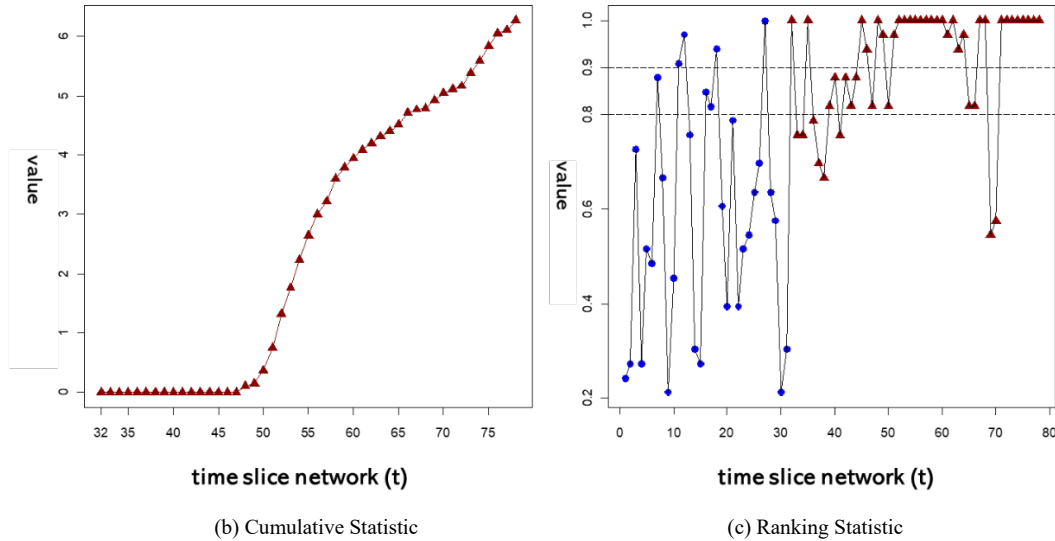 value
6
5
4
3
2
1
0
32 35 40 45 50 55 60 65 70 75
time slice network (t)
(b) Cumulative Statistic
value
1.0
0.9
0.8
0.6
0.4
0.2
0 10 20 30 40 50 60 70 80
time slice network (t)
(c) Ranking Statistic